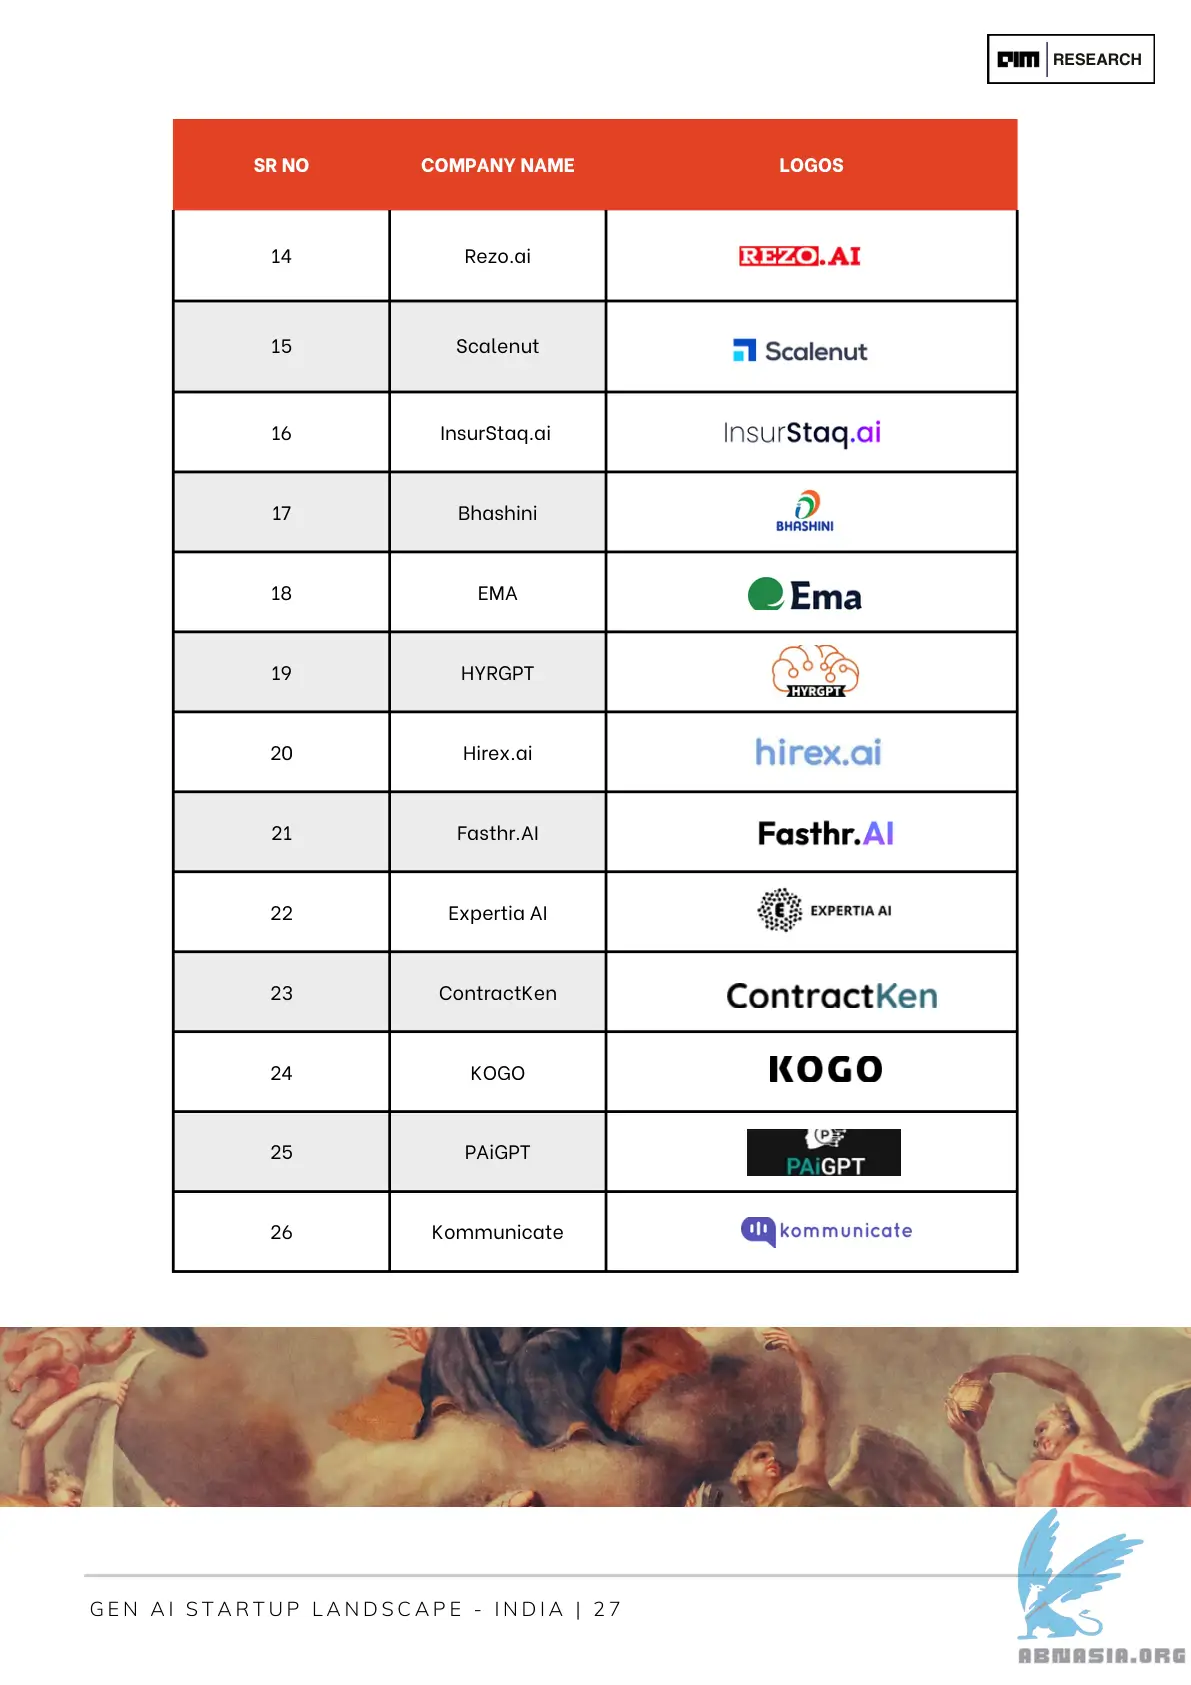 AIM RESEARCH
SR NO COMPANY NAME LOGOS
14 Rezo.ai REZO.AI
15 Scalenut Scalenut
16 InsurStaq.ai InsurStaq.ai
17 Bhashini BHASHINI
18 EMA Ema
19 HYRGPT HYRGPT
20 Hirex.ai hirex.ai
21 Fasthr.AI Fasthr.AI
22 Expertia AI E EXPERTIA AI
23 ContractKen ContractKen
24 KOGO KOGO
25 PAiGPT P PAiGPT
26 Kommunicate kommunicate
GEN AI STARTUP LANDSCAPE - INDIA | 27
ABNASIA.ORG